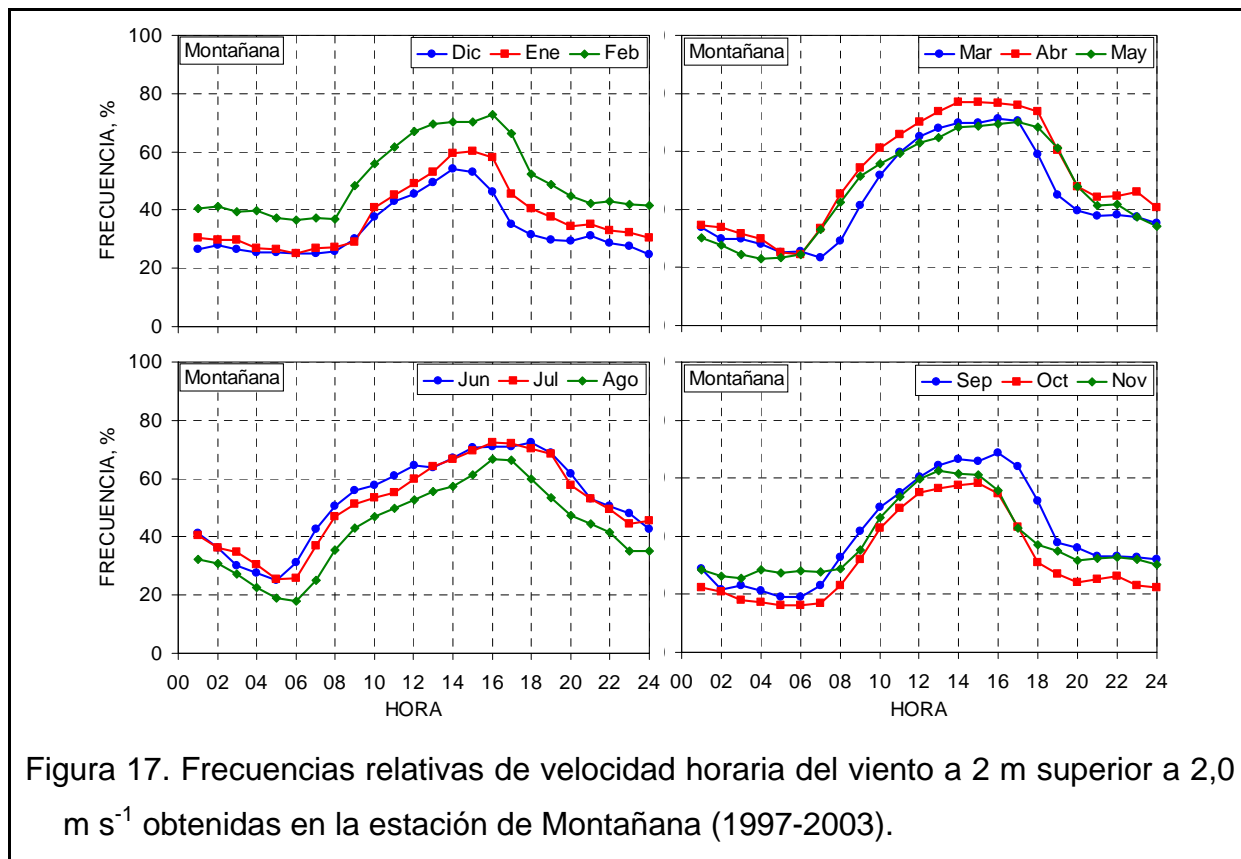 Montañana
Dic Ene Feb
Montañana
Mar Abr May
100
80
60
40
20
0
FRECUENCIA, %
Montañana
Jun Jul Ago
Montañana
Sep Oct Nov
100
80
60
40
20
0
FRECUENCIA, %
00 02 04 06 08 10 12 14 16 18 20 22 24
HORA
00 02 04 06 08 10 12 14 16 18 20 22 24
HORA
Figura 17. Frecuencias relativas de velocidad horaria del viento a 2 m superior a 2,0
m s-1 obtenidas en la estación de Montañana (1997-2003).